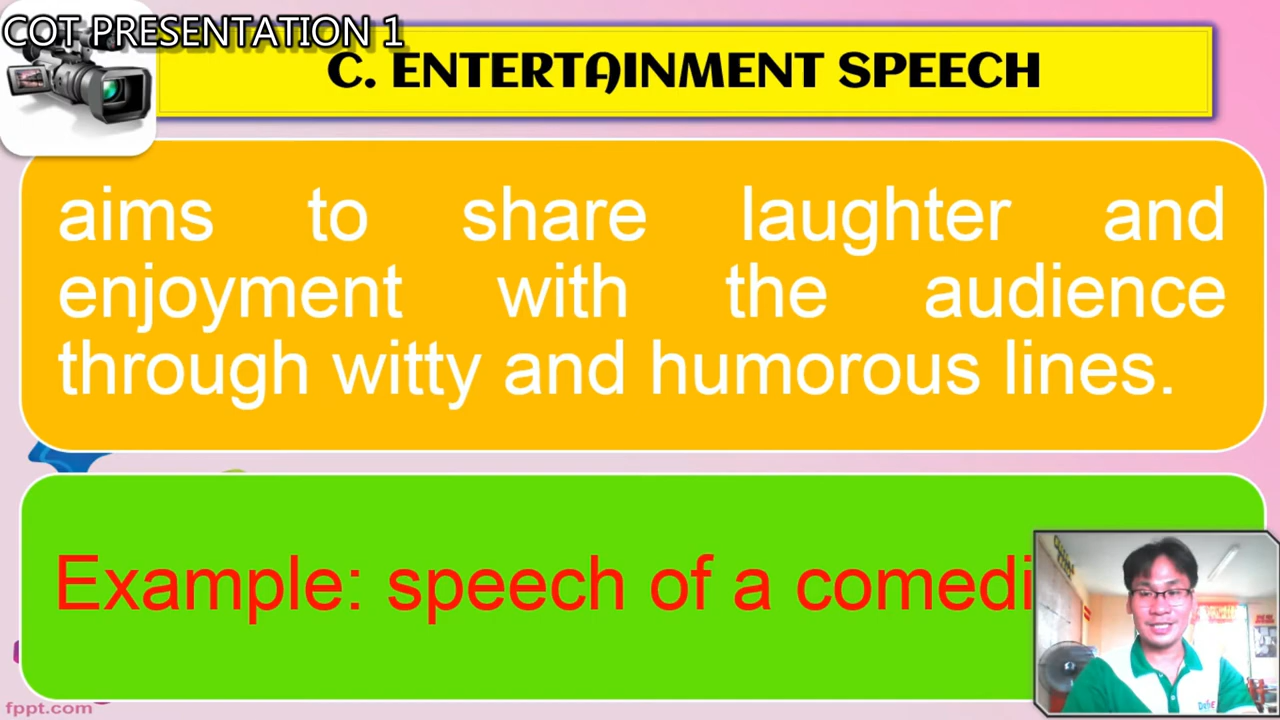 COT PRESENTATION 1
C. ENTERTAINMENT SPEECH
aims to share laughter and
enjoyment with the audience
through witty and humorous lines.
Example: speech of a comedi
fppt.com